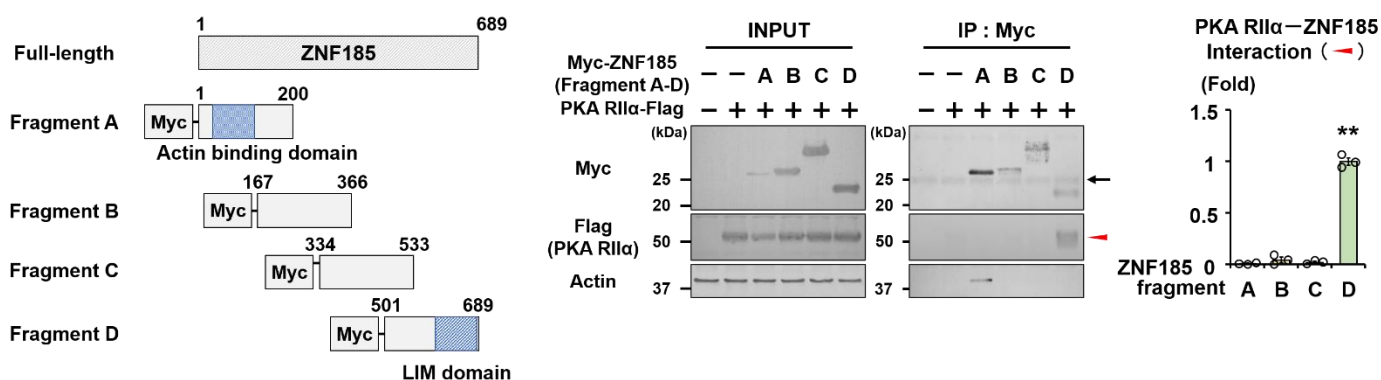 1 689
Full-length ZNF185
1 200
Fragment A Myc
Actin binding domain
167 366
Fragment B Myc
334 533
Fragment C Myc
501 689
Fragment D Myc
LIM domain
INPUT IP : Myc
Myc-ZNF185
(Fragment A-D)
− − A B C D − − A B C D
PKA RIIα-Flag − + + + + + − + + + + +
(kDa) (kDa)
Myc
25 25
20 20
Flag
(PKA RIIα)
50 50
Actin
37 37
PKA RIIα−ZNF185
Interaction ( )
(Fold)
1.5
**
1
0.5
0
ZNF185
fragment A B C D